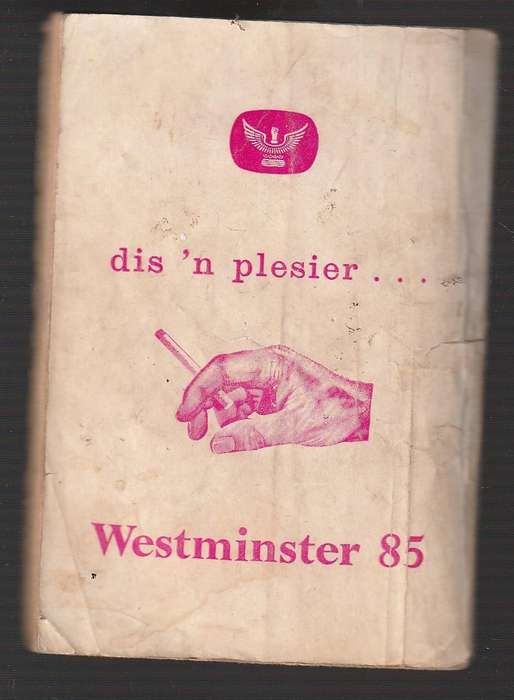 dis 'n plesier . . .
Westminster 85